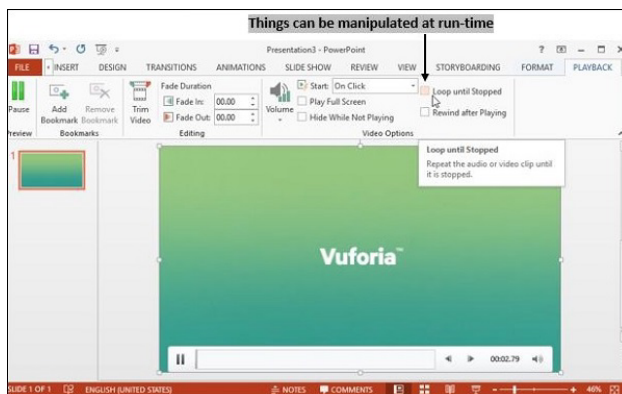 Things can be manipulated at run-time
Presentation3 - PowerPoint
FILE INSERT DESIGN TRANSITIONS ANIMATIONS SLIDE SHOW REVIEW VIEW STORYBOARDING FORMAT PLAYBACK
Pause
Preview
Add
Bookmark
Remove
Bookmark
Bookmarks
Trim
Video
Fade Duration
Fade In: 00.00
Fade Out: 00.00
Editing
Volume
Start: On Click
Play Full Screen
Hide While Not Playing
Loop until Stopped
Rewind after Playing
Video Options
Loop until Stopped
Repeat the audio or video clip until
it is stopped.
1
Vuforia™
00:02.79
SLIDE 1 OF 1 ENGLISH (UNITED STATES) NOTES COMMENTS 46%